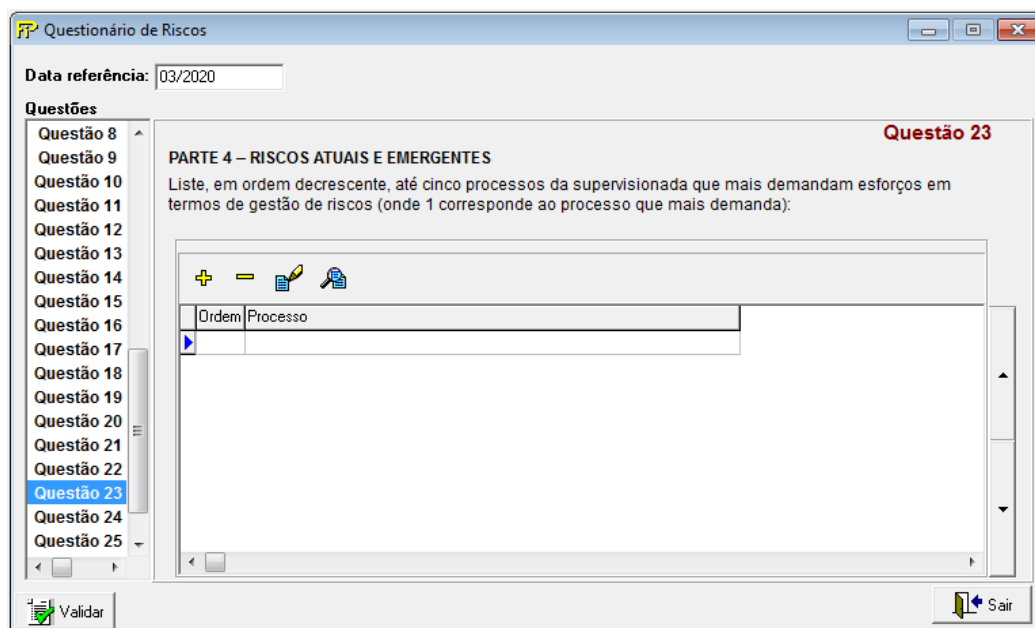 Questionário de Riscos
Data referência: 03/2020
Questões
Questão 8
Questão 9
Questão 10
Questão 11
Questão 12
Questão 13
Questão 14
Questão 15
Questão 16
Questão 17
Questão 18
Questão 19
Questão 20
Questão 21
Questão 22
Questão 23
Questão 24
Questão 25
Questão 23
PARTE 4 – RISCOS ATUAIS E EMERGENTES
Liste, em ordem decrescente, até cinco processos da supervisionada que mais demandam esforços em
termos de gestão de riscos (onde 1 corresponde ao processo que mais demanda):
Ordem Processo
Validar
Sair